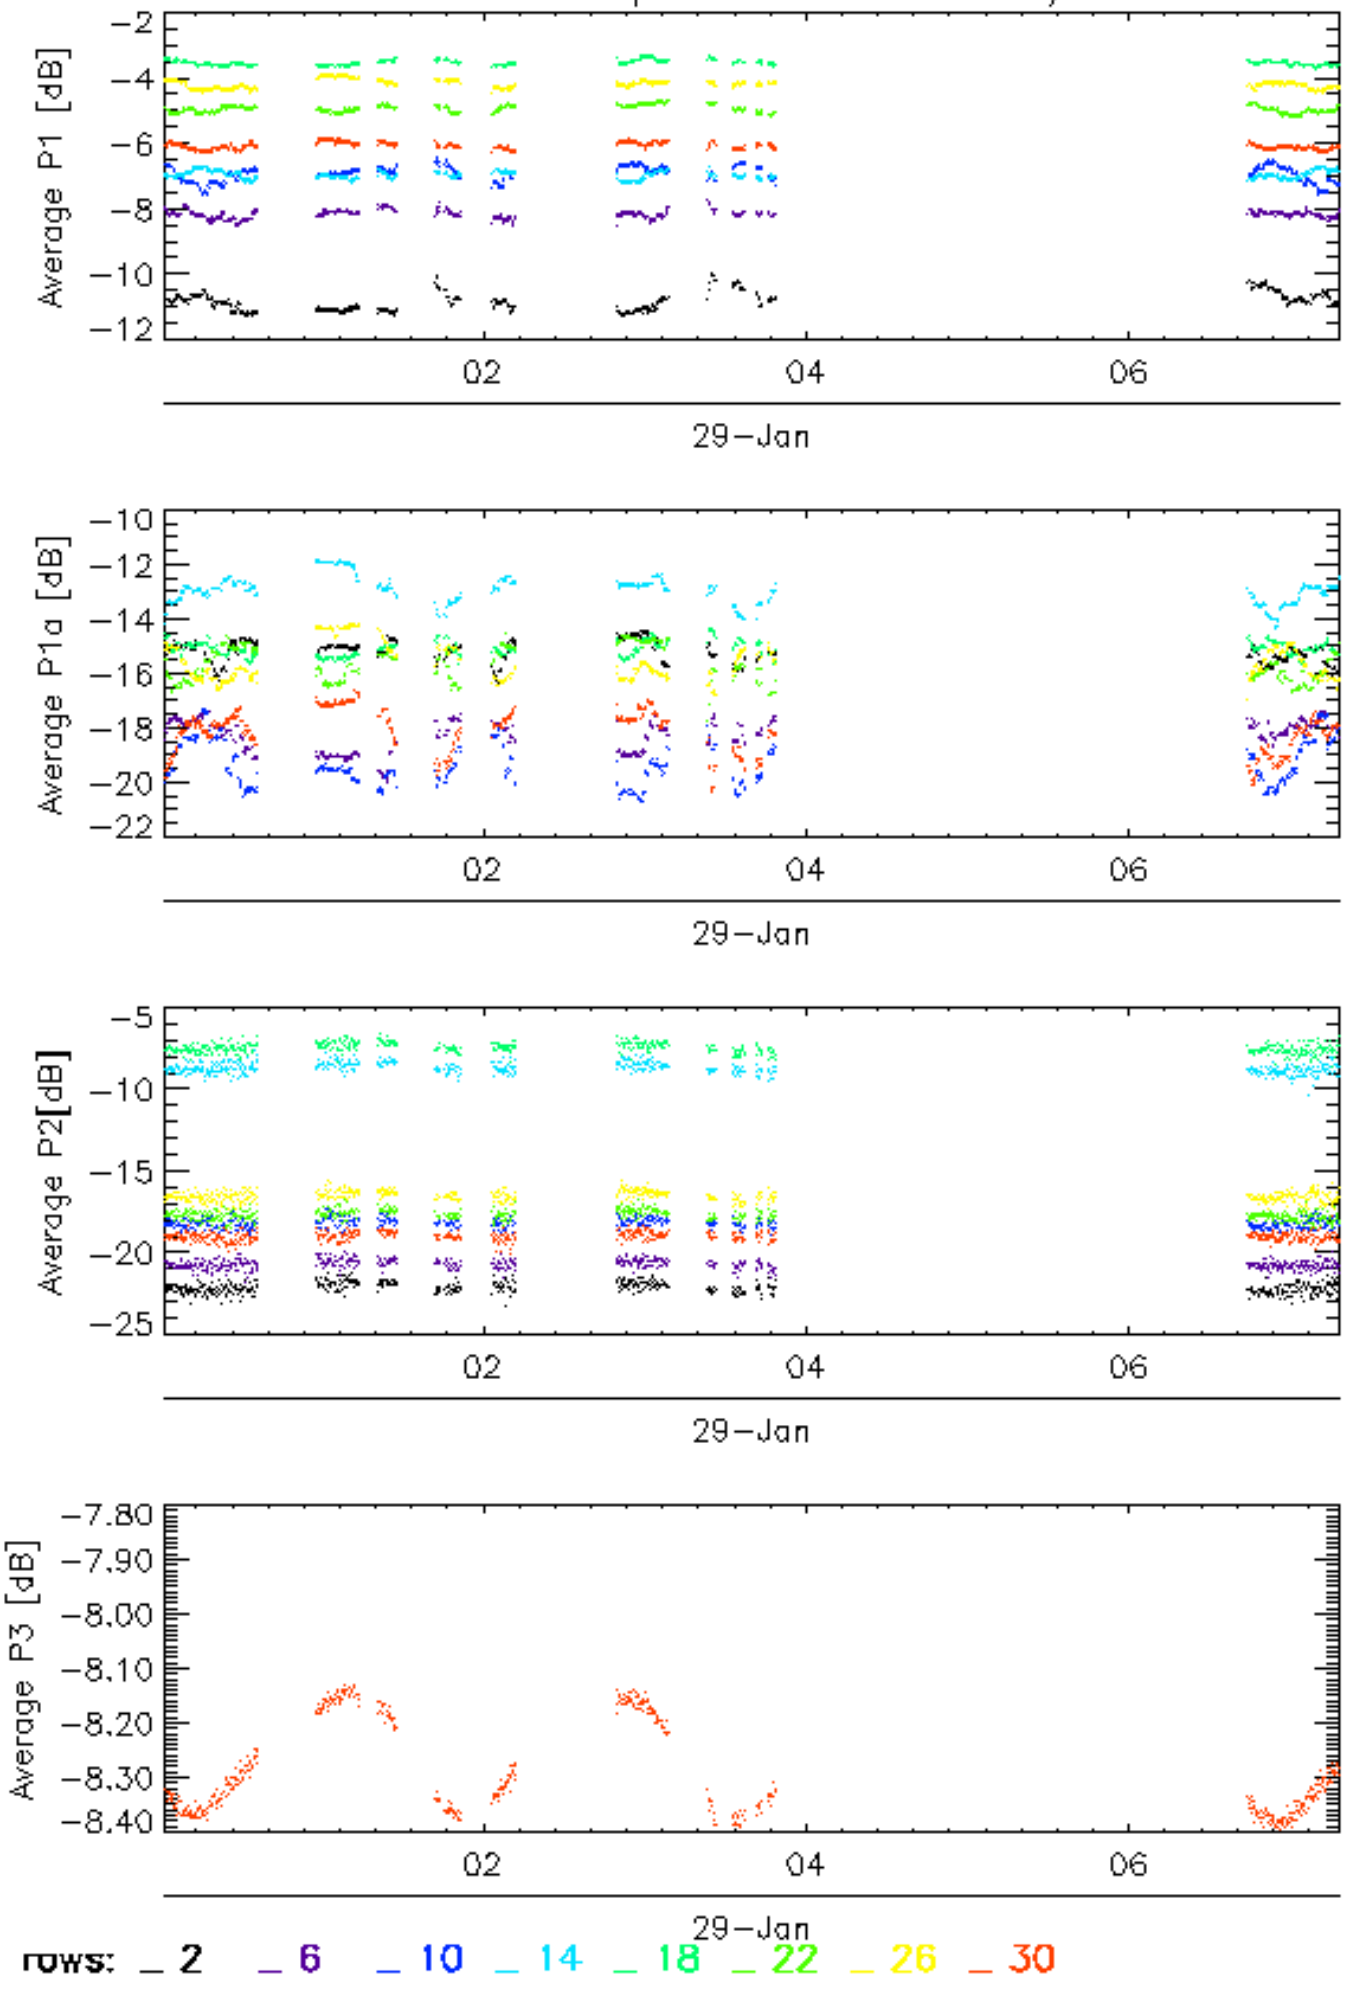 Average P1 [dB]
-2
-4
-6
-8
-10
-12
02 04 06
29-Jan
Average P1a [dB]
-10
-12
-14
-16
-18
-20
-22
02 04 06
29-Jan
Average P2[dB]
-5
-10
-15
-20
-25
02 04 06
29-Jan
Average P3 [dB]
-7.80
-7.90
-8.00
-8.10
-8.20
-8.30
-8.40
02 04 06
29-Jan
rows: _ 2 _ 6 _ 10 _ 14 _ 18 _ 22 _ 26 _ 30